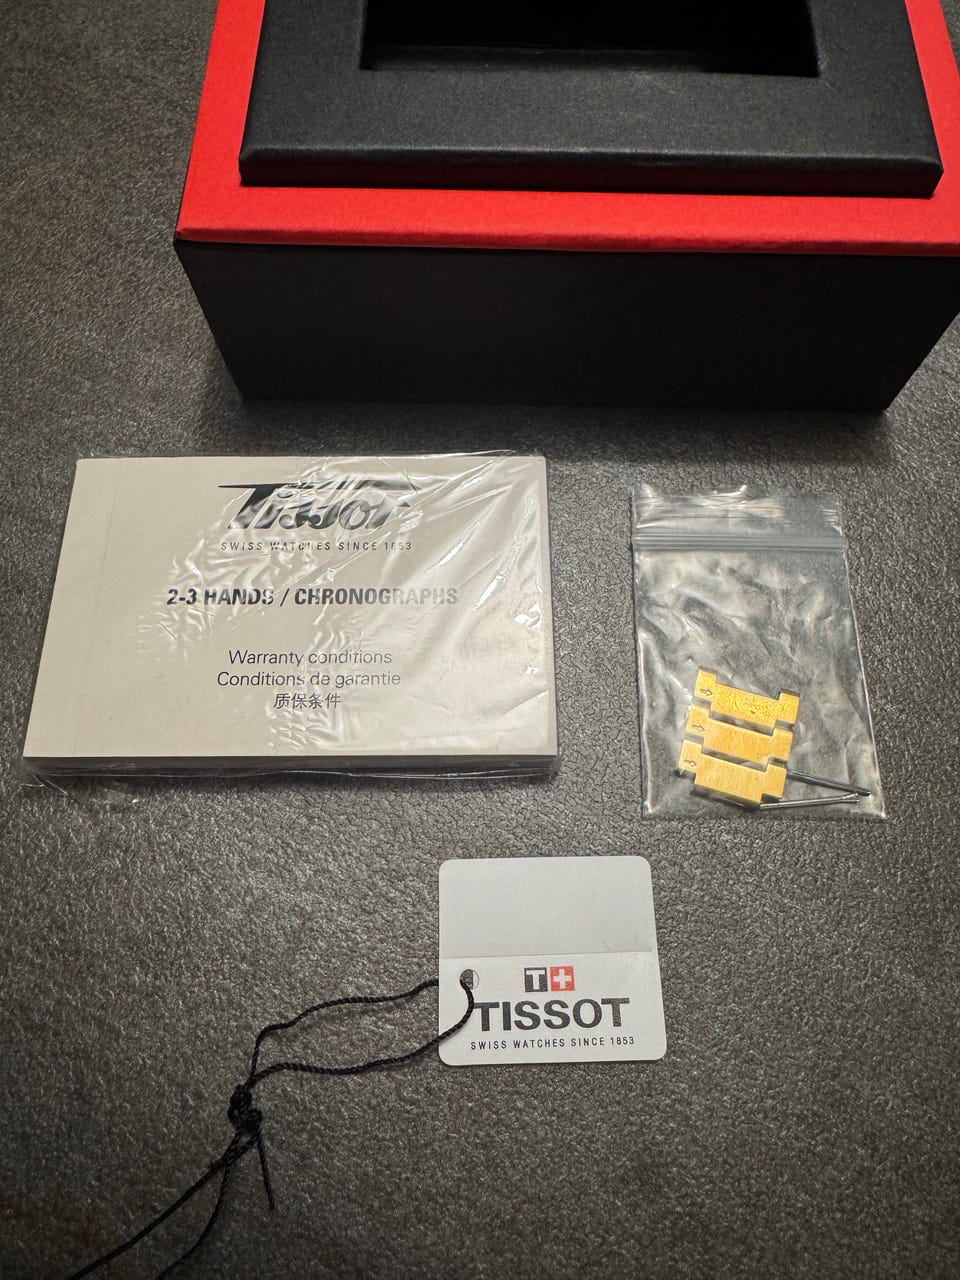 TISSOT
SWISS WATCHES SINCE 1853
2-3 HANDS / CHRONOGRAPHS
Warranty conditions
Conditions de garantie
质保条件
T+
TISSOT
SWISS WATCHES SINCE 1853